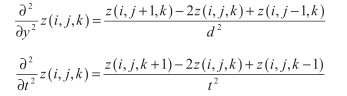 ∂²/∂y² z(i,j,k) = (z(i,j+1,k) − 2z(i,j,k) + z(i,j−1,k)) / d²
∂²/∂t² z(i,j,k) = (z(i,j,k+1) − 2z(i,j,k) + z(i,j,k−1)) / t²